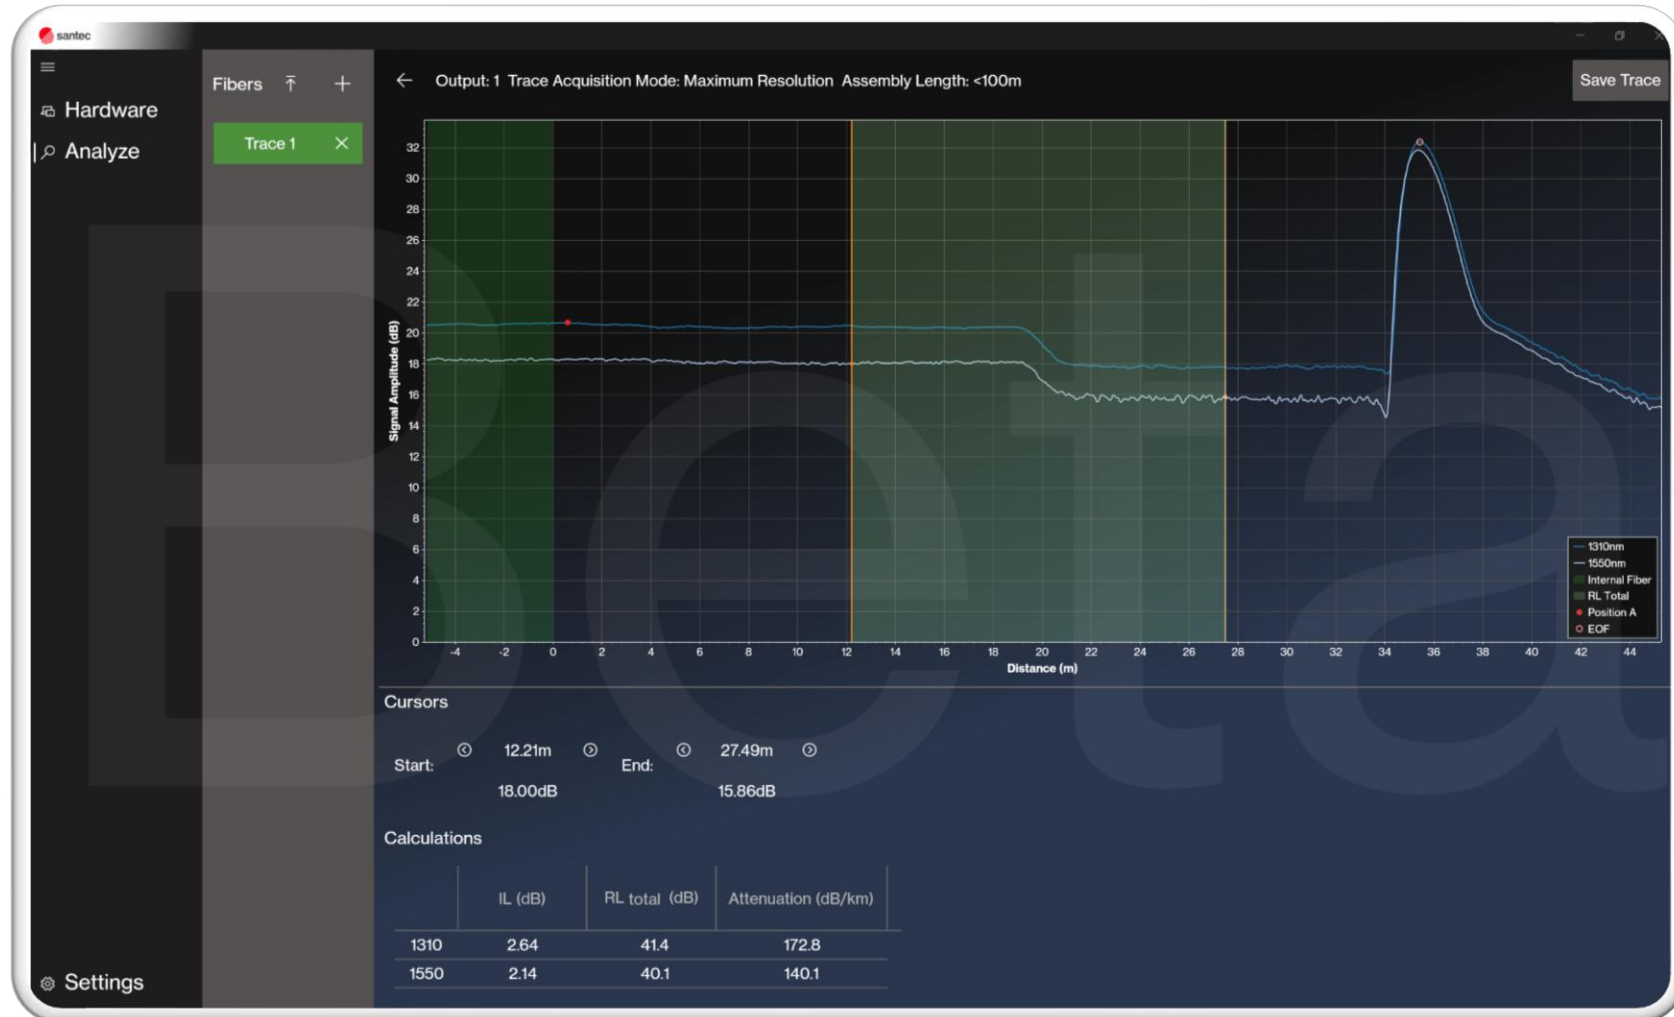 santec
Hardware
Analyze
Settings
Fibers
Trace 1
Output: 1 Trace Acquisition Mode: Maximum Resolution Assembly Length: <100m
Save Trace
Signal Amplitude (dB)
32
30
28
26
24
22
20
18
16
14
12
10
8
6
4
2
0
-4 -2 0 2 4 6 8 10 12 14 16 18 20 22 24 26 28 30 32 34 36 38 40 42 44
Distance (m)
1310nm
1550nm
Internal Fiber
RL Total
Position A
EOF
Beta
Cursors
Start: 12.21m End: 27.49m
18.00dB 15.86dB
Calculations
IL (dB) RL total (dB) Attenuation (dB/km)
1310 2.64 41.4 172.8
1550 2.14 40.1 140.1